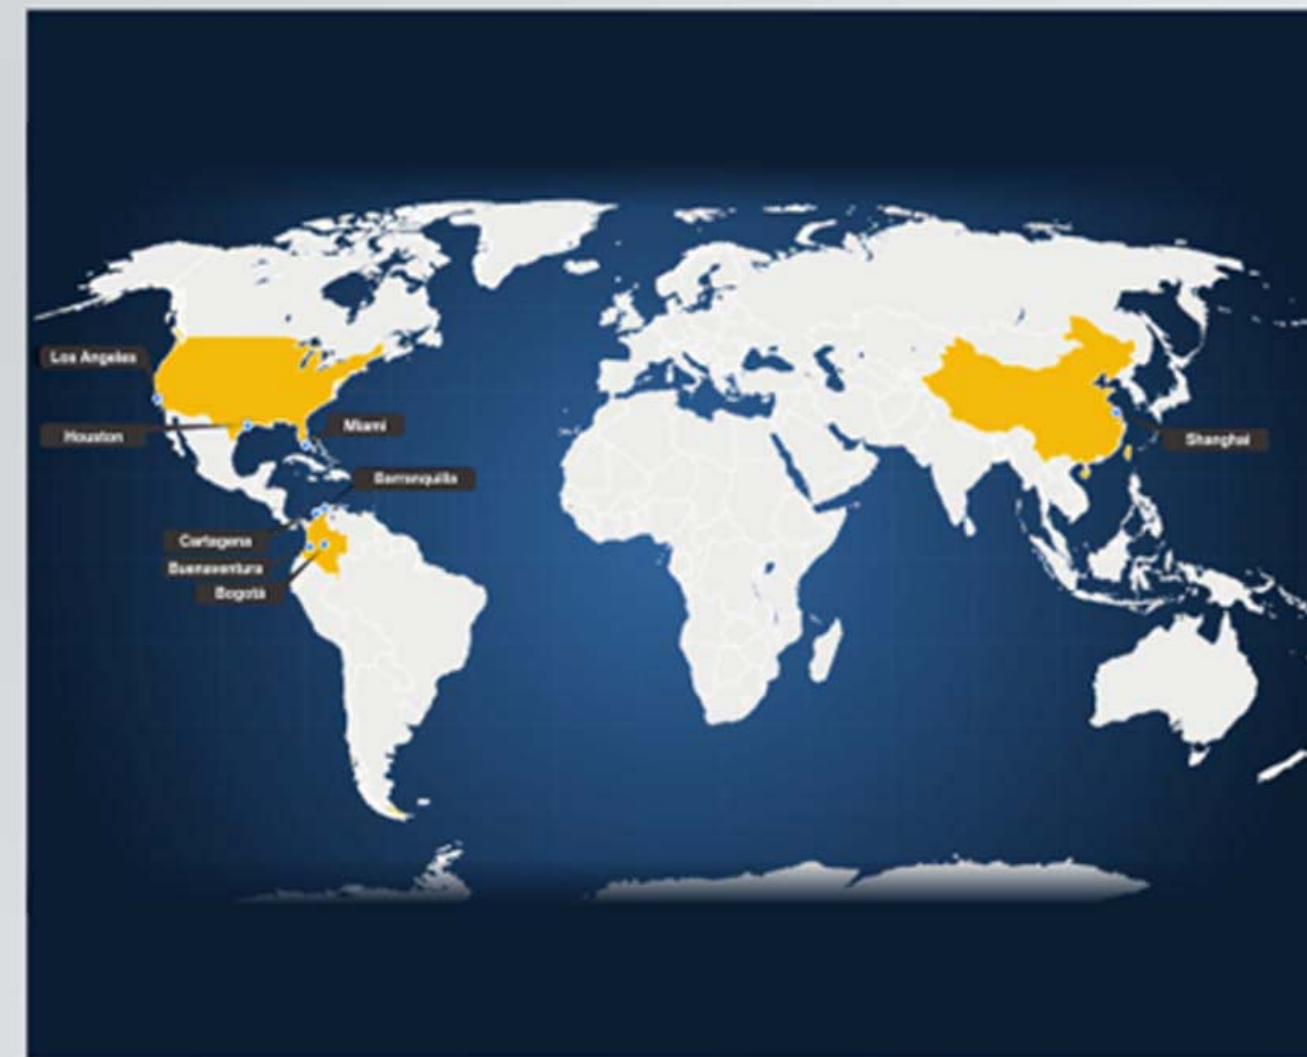 Los Angeles
Houston
Miami
Barranquilla
Cartagena
Buenaventura
Bogotá
Shanghai